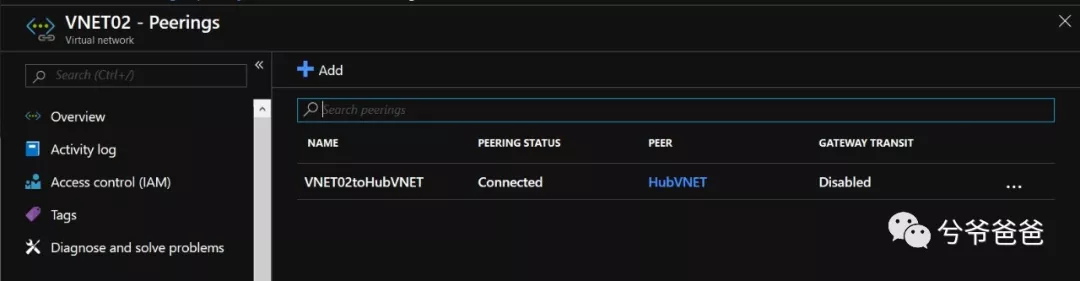 VNET02 - Peerings
Virtual network
Search (Ctrl+/)
«
Overview
Activity log
Access control (IAM)
Tags
Diagnose and solve problems
+ Add
Search peerings
NAME PEERING STATUS PEER GATEWAY TRANSIT
VNET02toHubVNET Connected HubVNET Disabled ...
兮爷爸爸